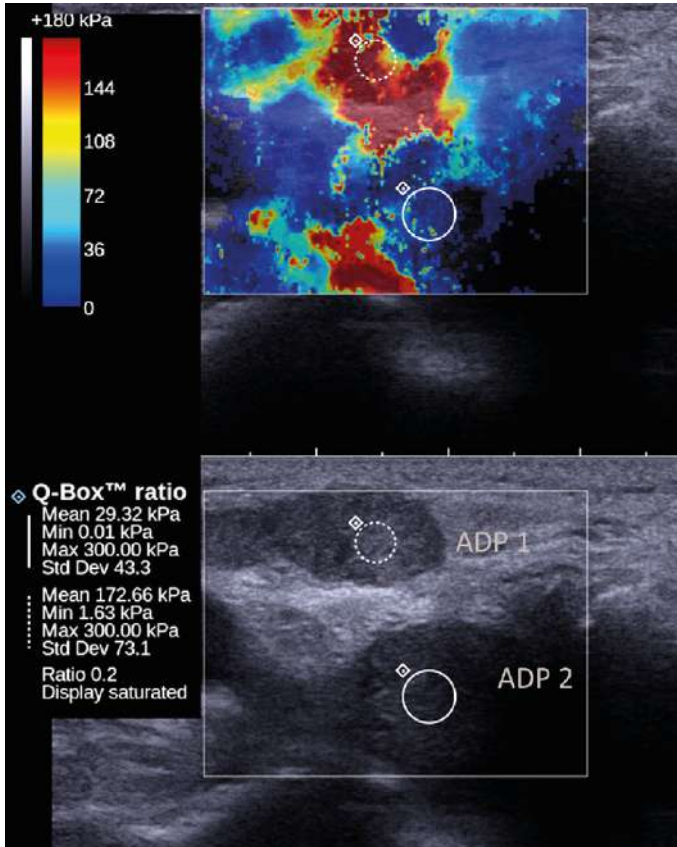 +180 kPa
144
108
72
36
0
Q-Box™ ratio
Mean 29.32 kPa
Min 0.01 kPa
Max 300.00 kPa
Std Dev 43.3
Mean 172.66 kPa
Min 1.63 kPa
Max 300.00 kPa
Std Dev 73.1
Ratio 0.2
Display saturated
ADP 1
ADP 2